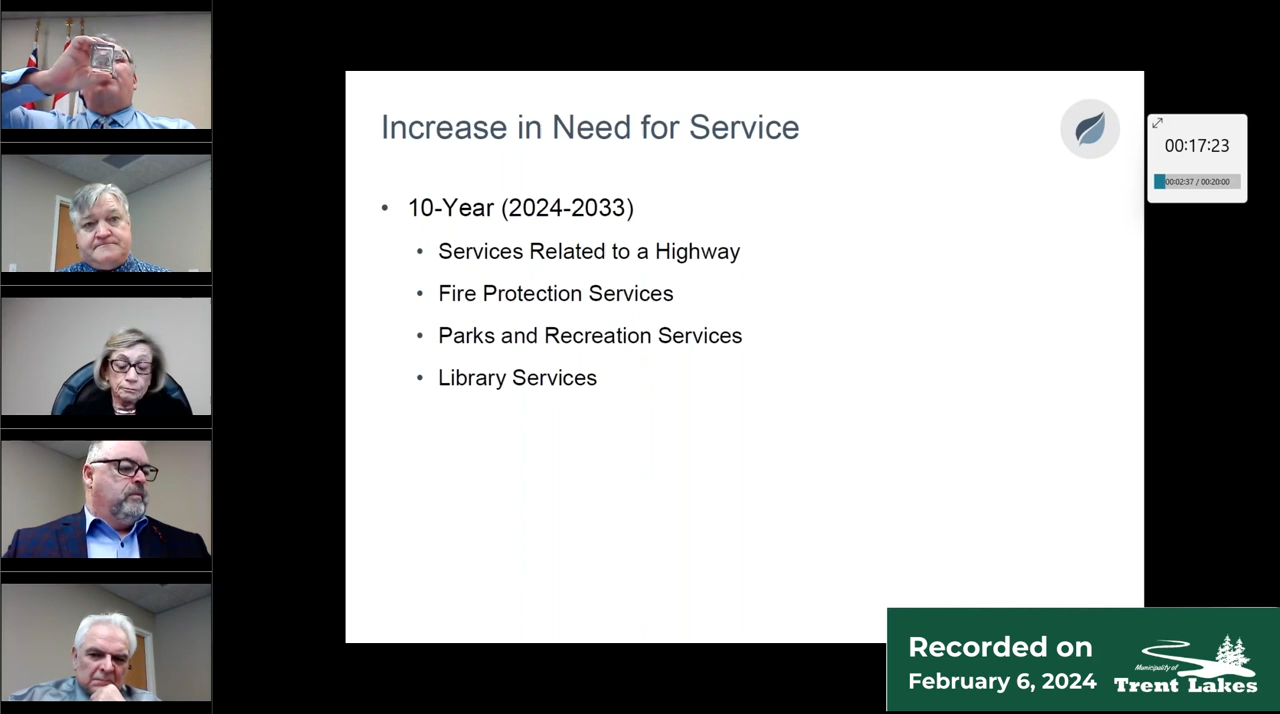 Increase in Need for Service
• 10-Year (2024-2033)
• Services Related to a Highway
• Fire Protection Services
• Parks and Recreation Services
• Library Services
00:17:23
00:02:37 / 00:20:00
Recorded on
February 6, 2024
Municipality of
Trent Lakes